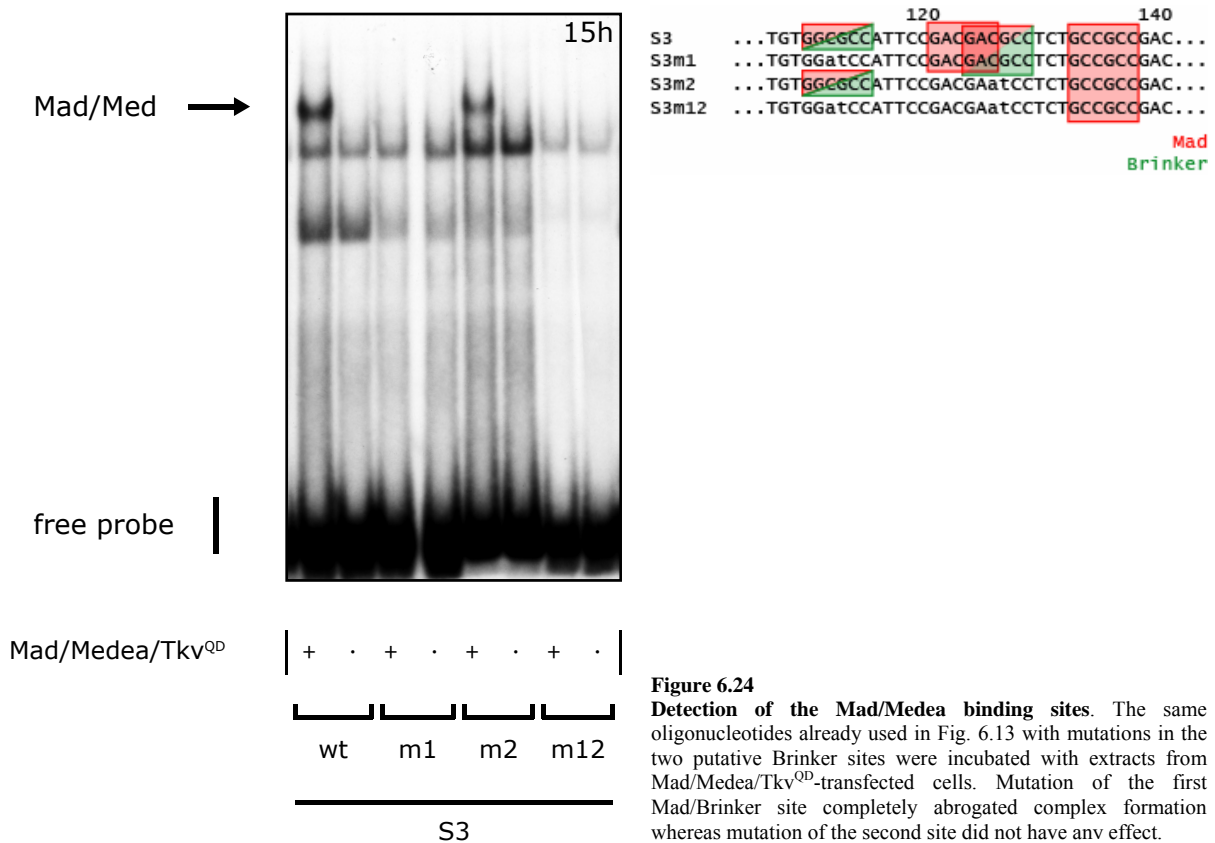 15h
Mad/Med
free probe
Mad/Medea/Tkv^QD + · + · + · + ·
wt m1 m2 m12
S3
120 140
S3 ...TGTGGCGCCATTCCGACGACGCCTCTGCCGCCGAC...
S3m1 ...TGTGGatCCATTCCGACGACGCCTCTGCCGCCGAC...
S3m2 ...TGTGGCGCCATTCCGACGAatCCTCTGCCGCCGAC...
S3m12 ...TGTGGatCCATTCCGACGAatCCTCTGCCGCCGAC...
Mad
Brinker
Figure 6.24
Detection of the Mad/Medea binding sites. The same
oligonucleotides already used in Fig. 6.13 with mutations in the
two putative Brinker sites were incubated with extracts from
Mad/Medea/Tkv^QD-transfected cells. Mutation of the first
Mad/Brinker site completely abrogated complex formation
whereas mutation of the second site did not have any effect.